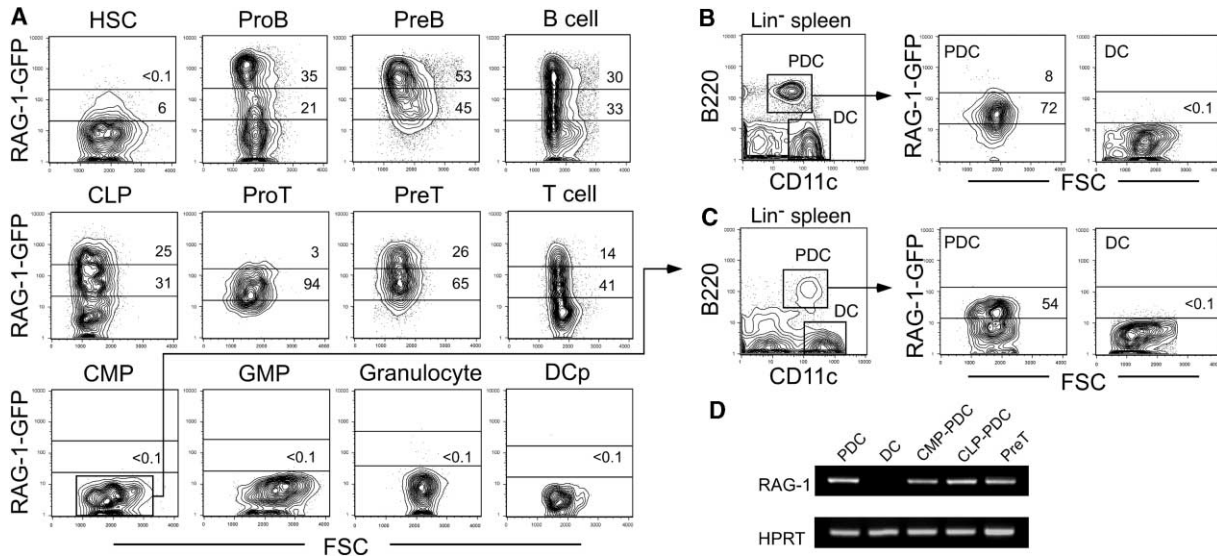 A
HSC ProB PreB B cell
RAG-1-GFP
<0.1 35 53 30
6 21 45 33
CLP ProT PreT T cell
RAG-1-GFP
25 3 26 14
31 94 65 41
CMP GMP Granulocyte DCp
RAG-1-GFP
<0.1 <0.1 <0.1 <0.1
FSC
B
Lin- spleen
B220
PDC
DC
CD11c
RAG-1-GFP
PDC
8
72
DC
<0.1
FSC
C
Lin- spleen
B220
PDC
DC
CD11c
RAG-1-GFP
PDC
54
DC
<0.1
FSC
D
PDC DC CMP-PDC CLP-PDC PreT
RAG-1
HPRT